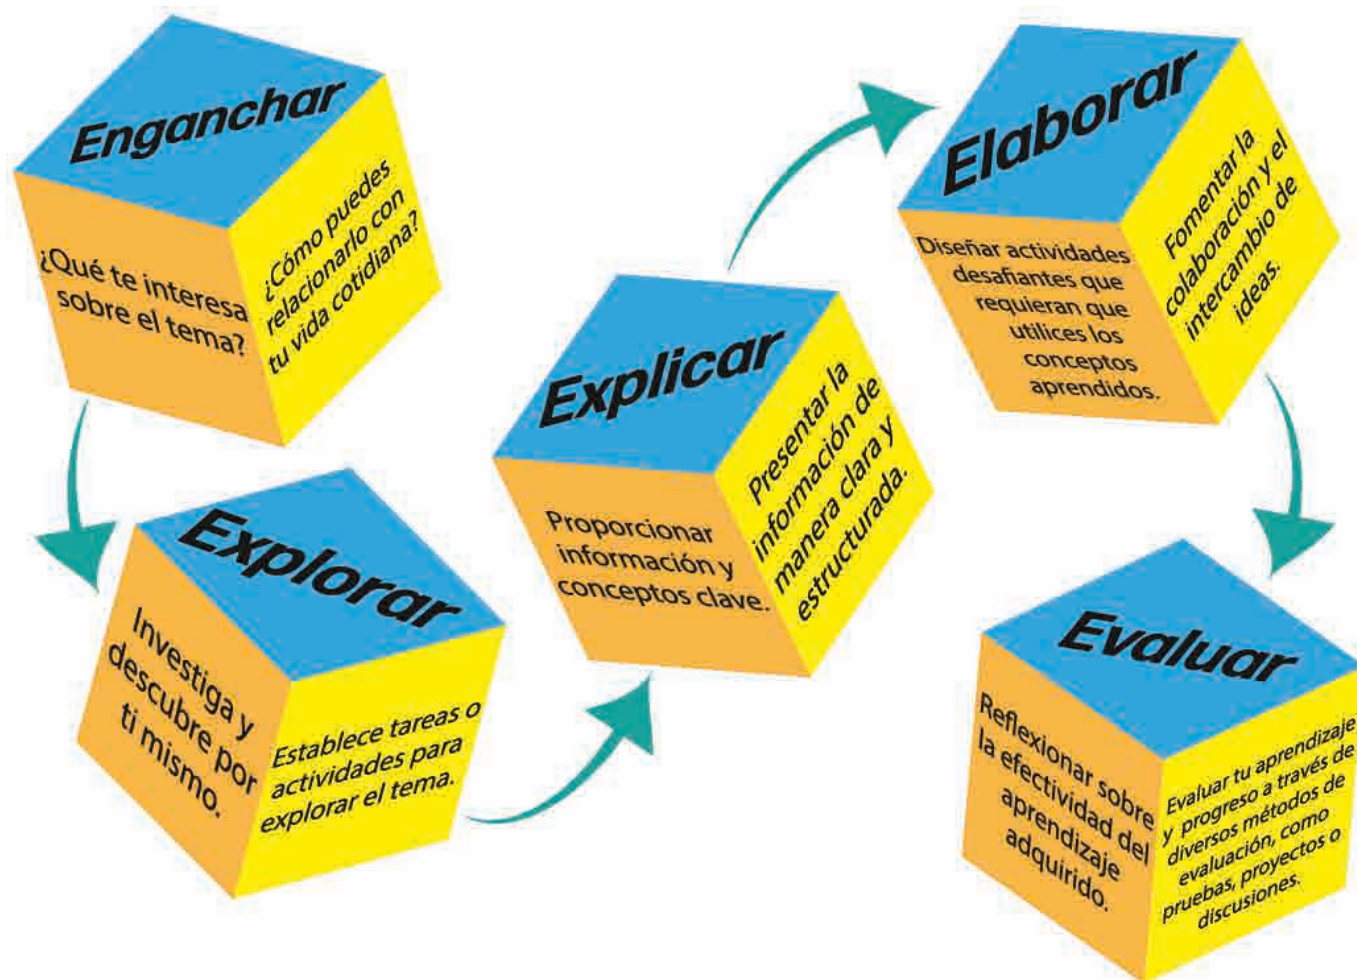 Enganchar
¿Qué te interesa
sobre el tema?
¿Cómo puedes
relacionarlo con
tu vida cotidiana?
Explorar
Investiga y
descubre por
ti mismo.
Establece tareas o
actividades para
explorar el tema.
Explicar
Proporcionar
información y
conceptos clave.
Presentar la
información de
manera clara y
estructurada.
Elaborar
Diseñar actividades
desafiantes que
requieran que
utilices los
conceptos
aprendidos.
Fomentar la
colaboración y el
intercambio de
ideas.
Evaluar
Reflexionar sobre
la efectividad del
aprendizaje
adquirido.
Evaluar tu aprendizaje
y progreso a través de
diversos métodos de
evaluación, como
pruebas, proyectos o
discusiones.